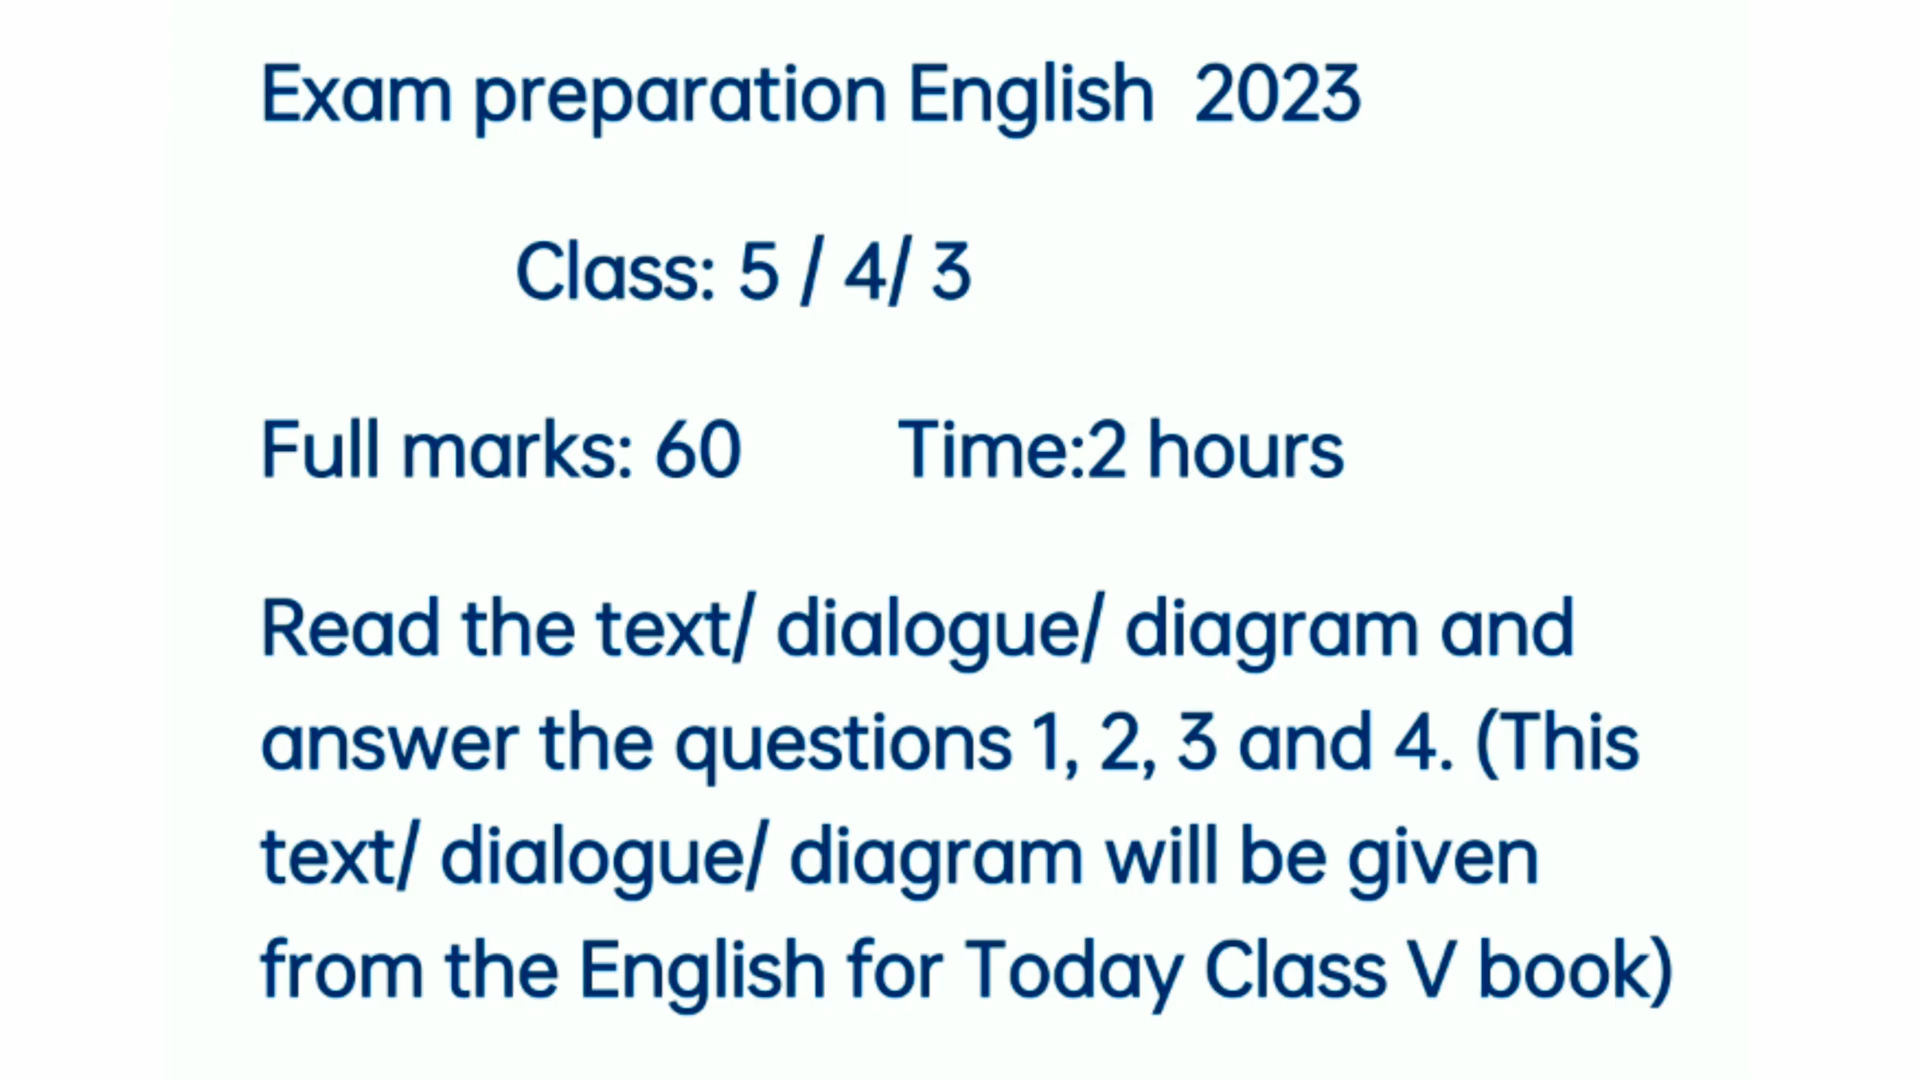 Exam preparation English 2023
Class: 5 / 4/ 3
Full marks: 60 Time:2 hours
Read the text/ dialogue/ diagram and
answer the questions 1, 2, 3 and 4. (This
text/ dialogue/ diagram will be given
from the English for Today Class V book)